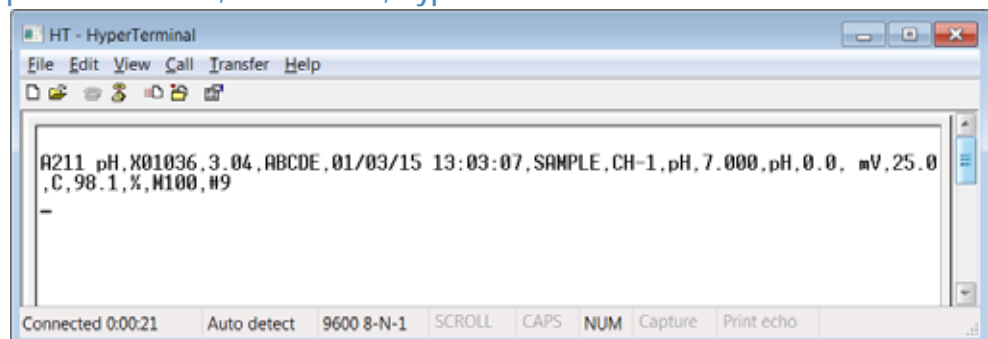 HT - HyperTerminal
File Edit View Call Transfer Help
A211 pH,X01036,3.04,ABCDE,01/03/15 13:03:07,SAMPLE,CH-1,pH,7.000,pH,0.0, mV,25.0
,C,98.1,%,M100,#9
Connected 0:00:21 Auto detect 9600 8-N-1 SCROLL CAPS NUM Capture Print echo